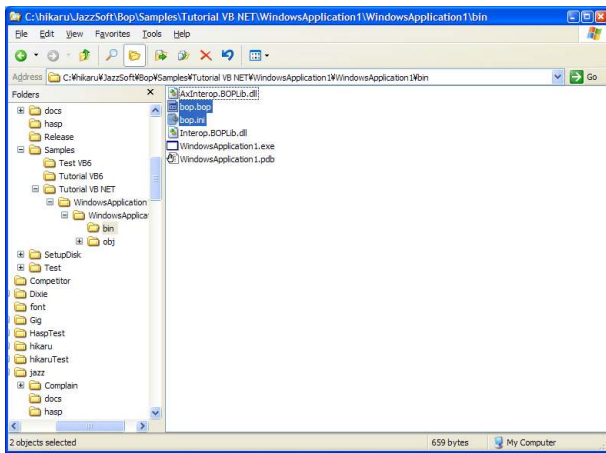 C:\hikaru\JazzSoft\Bop\Samples\Tutorial VB NET\WindowsApplication1\WindowsApplication1\bin
File Edit View Favorites Tools Help
Address C:¥hikaru¥JazzSoft¥Bop¥Samples¥Tutorial VB NET¥WindowsApplication1¥WindowsApplication1¥bin Go
Folders
docs
hasp
Release
Samples
Test VB6
Tutorial VB6
Tutorial VB NET
WindowsApplication
WindowsApplica
bin
obj
SetupDisk
Test
Competitor
Dixie
font
Gig
HaspTest
hikaru
hikaruTest
jazz
Complain
docs
hasp
AxInterop.BOPLib.dll
bop.bop
bop.ini
Interop.BOPLib.dll
WindowsApplication1.exe
WindowsApplication1.pdb
2 objects selected 659 bytes My Computer